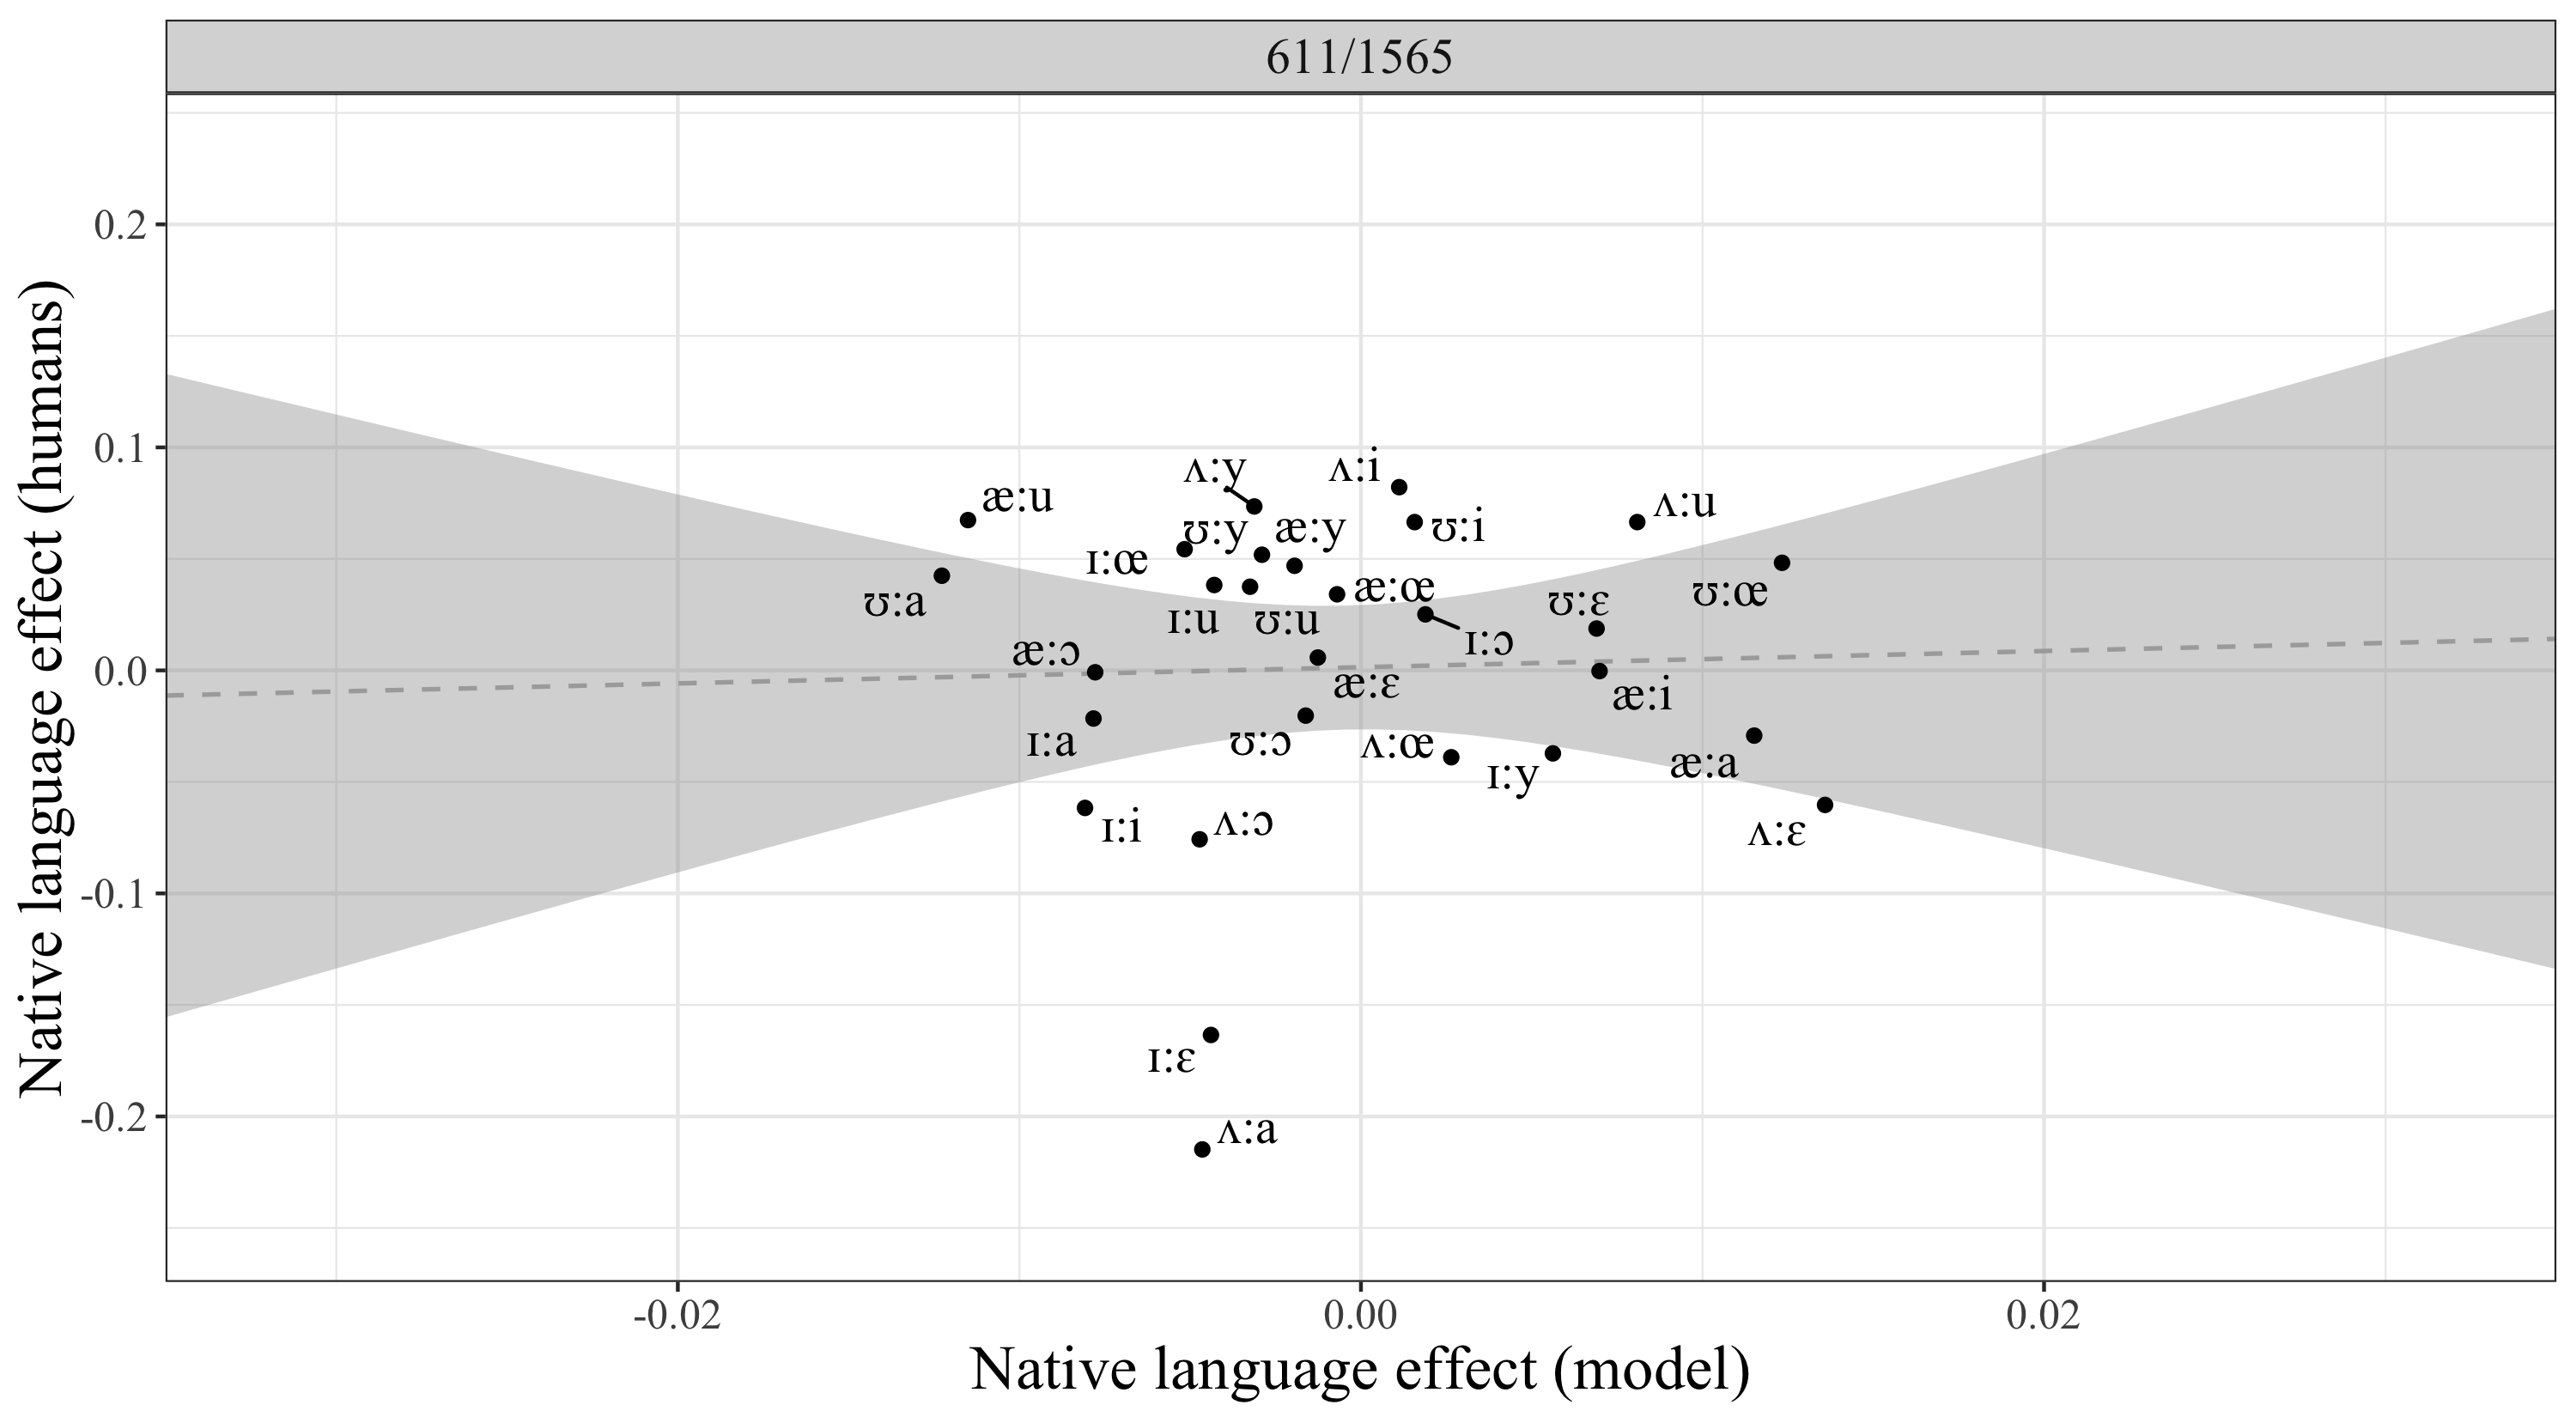 611/1565
Native language effect (humans)
0.2
0.1
0.0
-0.1
-0.2
ʌ:y
ʌ:i
æ:u
ʌ:u
ʊ:y
æ:y
ʊ:i
ɪ:œ
ʊ:a
æ:œ
ʊ:ɛ
ʊ:œ
ɪ:u
ʊ:u
ɪ:ɔ
æ:ɔ
æ:ɛ
æ:i
ɪ:a
ʊ:ɔ
ʌ:œ
ɪ:y
æ:a
ɪ:i
ʌ:ɔ
ʌ:ɛ
ɪ:ɛ
ʌ:a
-0.02
0.00
0.02
Native language effect (model)